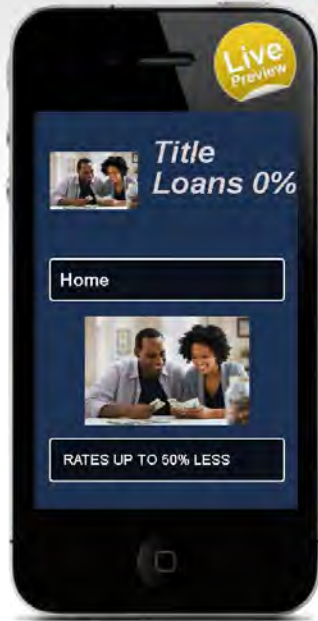 Live
Preview
Title
Loans 0%
Home
RATES UP TO 50% LESS